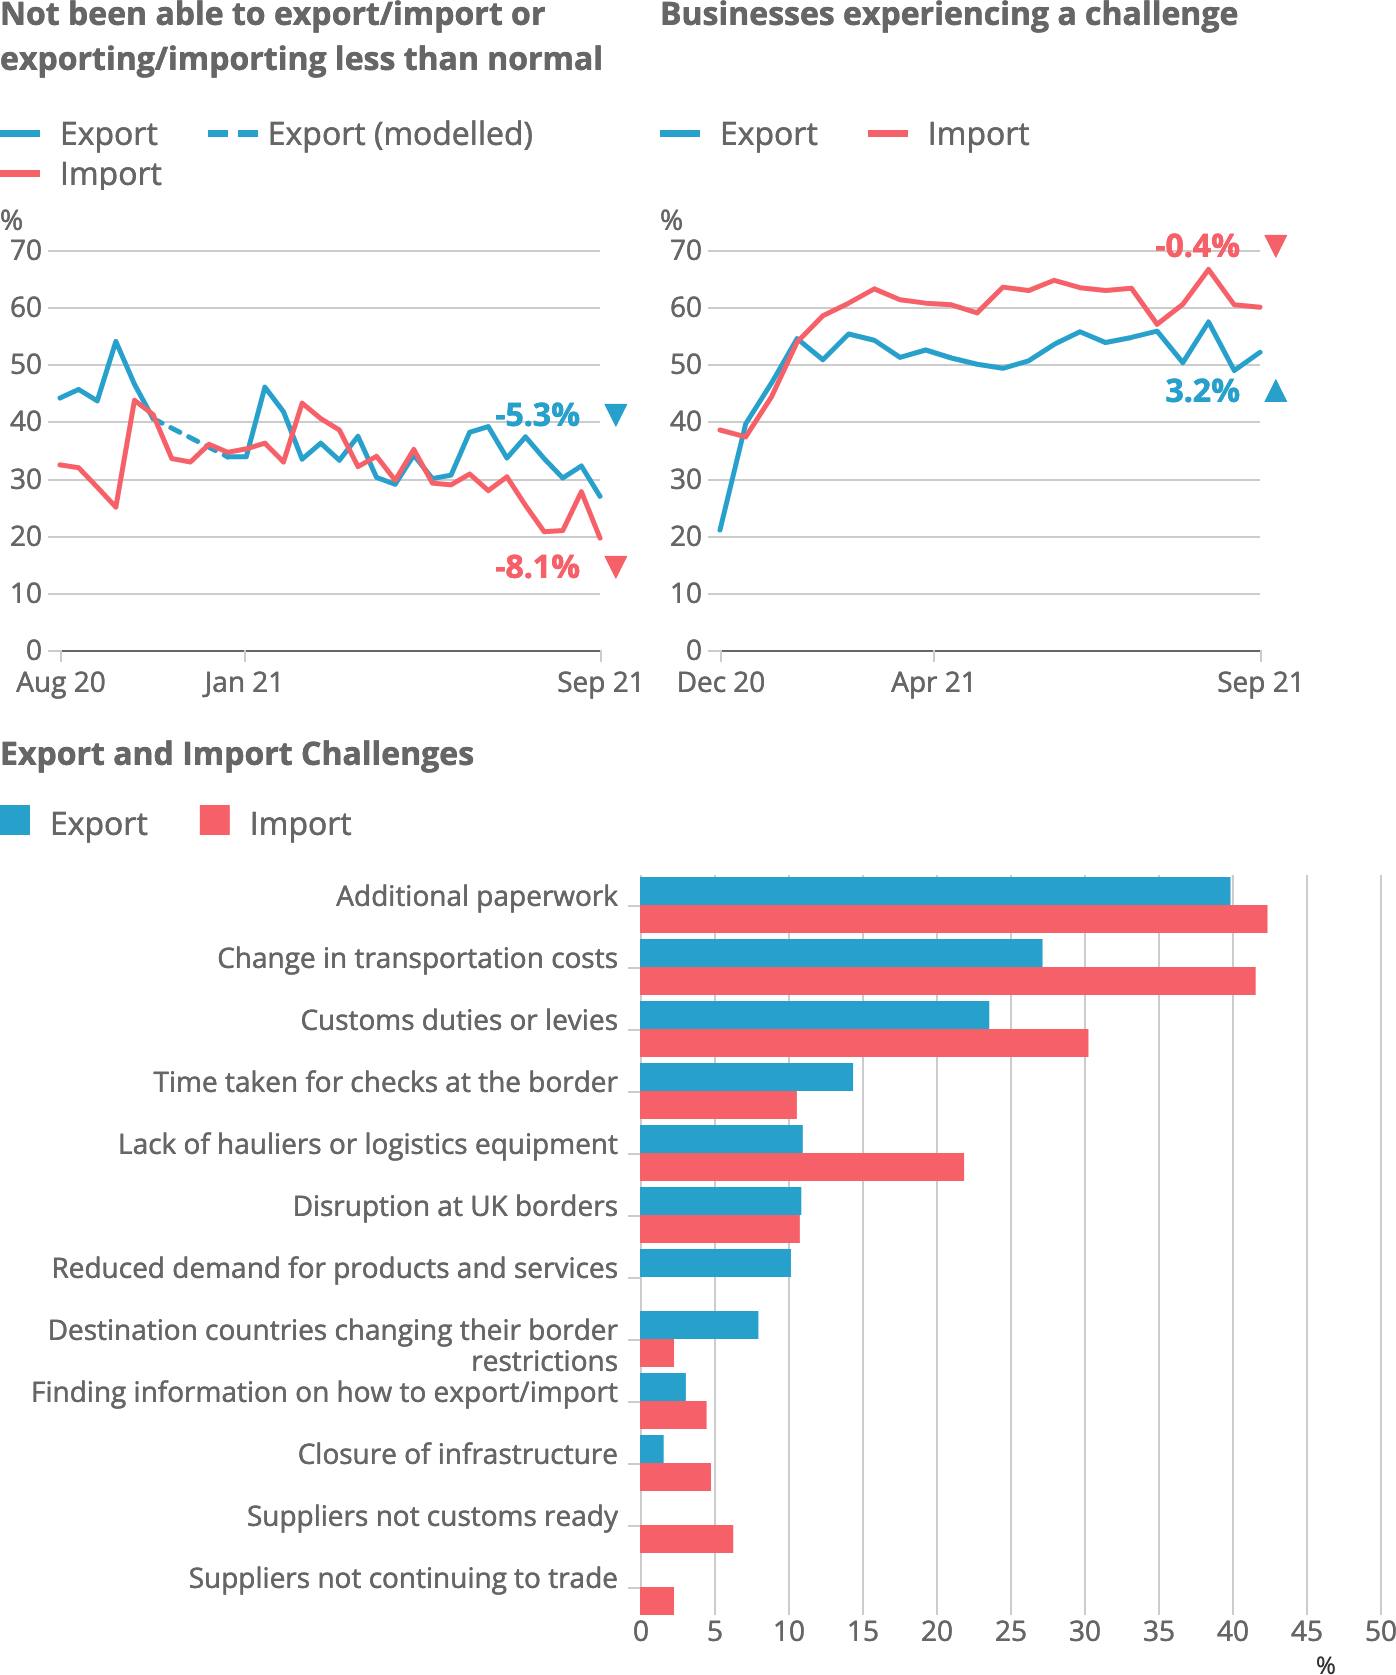 Not been able to export/import or
exporting/importing less than normal
Export
Export (modelled)
Import
%
70
60
50
40
30
20
10
0
-5.3% ▼
-8.1% ▼
Aug 20
Jan 21
Sep 21
Businesses experiencing a challenge
Export
Import
%
70
60
50
40
30
20
10
0
-0.4% ▼
3.2% ▲
Dec 20
Apr 21
Sep 21
Export and Import Challenges
Export
Import
Additional paperwork
Change in transportation costs
Customs duties or levies
Time taken for checks at the border
Lack of hauliers or logistics equipment
Disruption at UK borders
Reduced demand for products and services
Destination countries changing their border
restrictions
Finding information on how to export/import
Closure of infrastructure
Suppliers not customs ready
Suppliers not continuing to trade
0 5 10 15 20 25 30 35 40 45 50
%